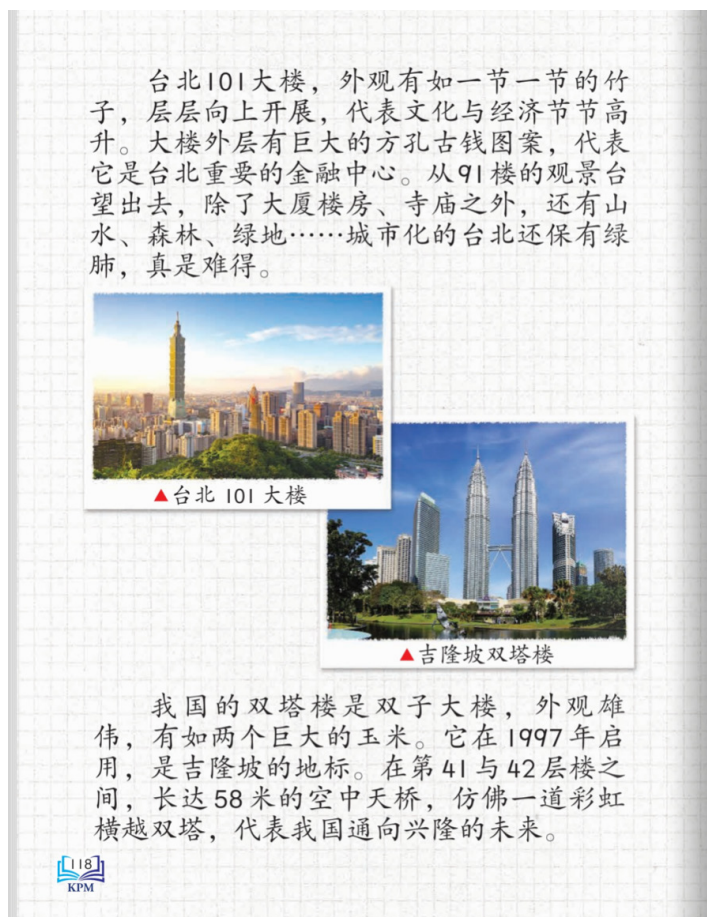 台北101大楼，外观有如一节一节的竹
子，层层向上开展，代表文化与经济节节高
升。大楼外层有巨大的方孔古钱图案，代表
它是台北重要的金融中心。从91楼的观景台
望出去，除了大厦楼房、寺庙之外，还有山
水、森林、绿地……城市化的台北还保有绿
肺，真是难得。
▲台北 101 大楼
▲吉隆坡双塔楼
我国的双塔楼是双子大楼，外观雄
伟，有如两个巨大的玉米。它在1997年启
用，是吉隆坡的地标。在第41与42层楼之
间，长达58米的空中天桥，仿佛一道彩虹
横越双塔，代表我国通向兴隆的未来。
118
KPM